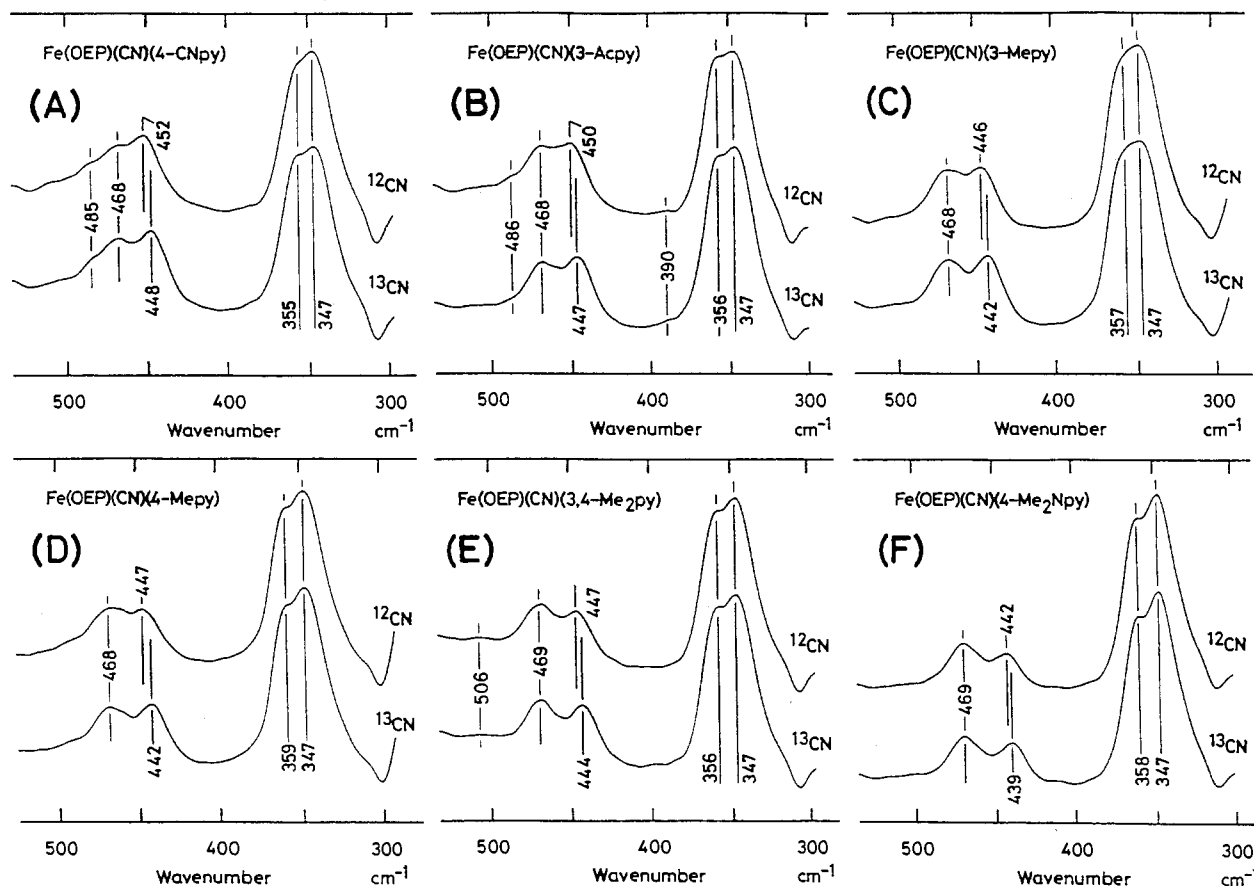 Fe(OEP)(CN)(4-CNpy)
(A)
7
452
485
468
12CN
13CN
448
355
347
500
400
300
Wavenumber
cm-1
Fe(OEP)(CN)(3-Acpy)
(B)
7
450
486
468
390
12CN
13CN
447
356
347
500
400
300
Wavenumber
cm-1
Fe(OEP)(CN)(3-Mepy)
(C)
446
468
12CN
13CN
442
357
347
500
400
300
Wavenumber
cm-1
Fe(OEP)(CN)(4-Mepy)
(D)
447
468
12CN
13CN
442
359
347
500
400
300
Wavenumber
cm-1
Fe(OEP)(CN)(3,4-Me2py)
(E)
447
506
469
12CN
13CN
444
356
347
500
400
300
Wavenumber
cm-1
Fe(OEP)(CN)(4-Me2Npy)
(F)
442
469
12CN
13CN
439
358
347
500
400
300
Wavenumber
cm-1